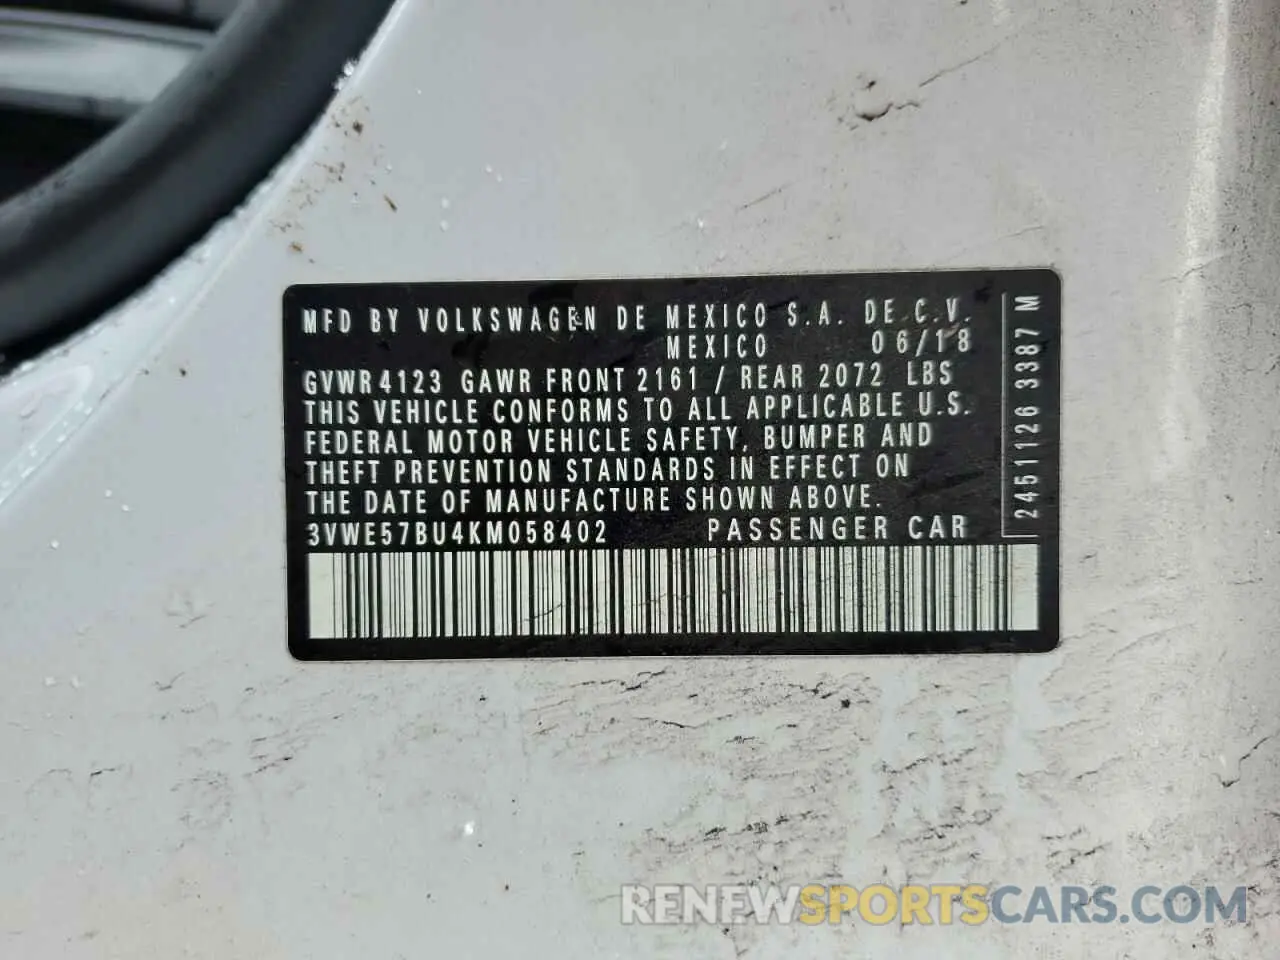 MFD BY VOLKSWAGEN DE MEXICO S.A. DE C.V.
MEXICO 06/18
GVWR 4123 GAWR FRONT 2161 / REAR 2072 LBS
THIS VEHICLE CONFORMS TO ALL APPLICABLE U.S.
FEDERAL MOTOR VEHICLE SAFETY, BUMPER AND
THEFT PREVENTION STANDARDS IN EFFECT ON
THE DATE OF MANUFACTURE SHOWN ABOVE.
3VWE57BU4KM058402 PASSENGER CAR
2451126 3387 M
RENEWSPORTSCARS.COM